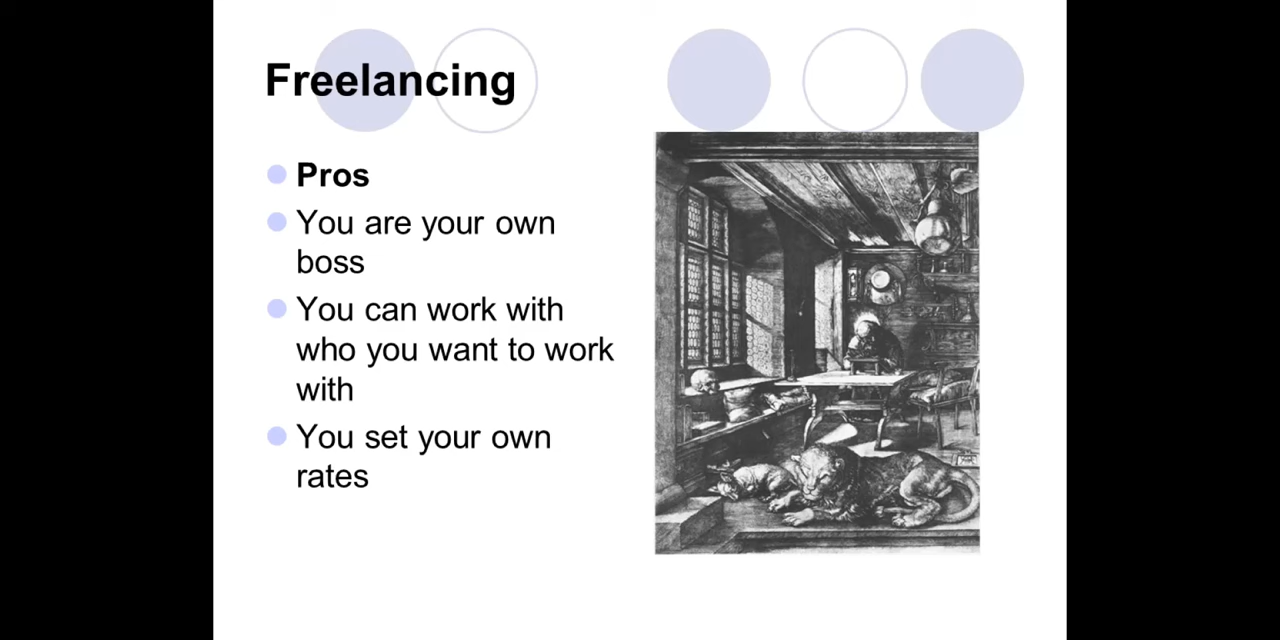 Freelancing
Pros
You are your own
boss
You can work with
who you want to work
with
You set your own
rates